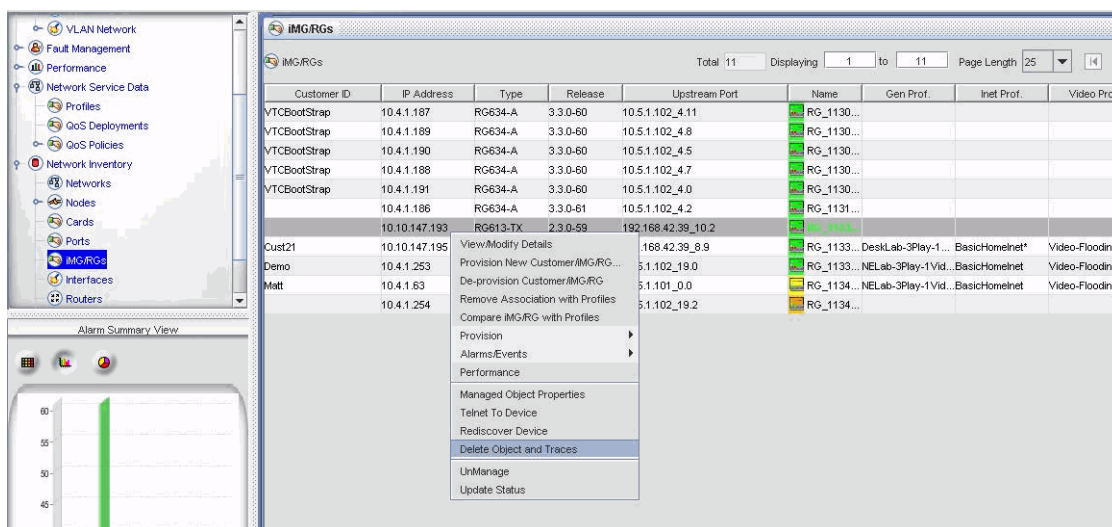 VLAN Network
Fault Management
Performance
Network Service Data
Profiles
QoS Deployments
QoS Policies
Network Inventory
Networks
Nodes
Cards
Ports
iMG/RGs
Interfaces
Routers
Alarm Summary View
60
55
50
45
iMG/RGs
iMG/RGs Total 11 Displaying 1 to 11 Page Length 25
Customer ID IP Address Type Release Upstream Port Name Gen Prof. Inet Prof. Video Pro
VTCBootStrap 10.4.1.187 RG634-A 3.3.0-60 10.5.1.102_4.11 RG_1130...
VTCBootStrap 10.4.1.189 RG634-A 3.3.0-60 10.5.1.102_4.8 RG_1130...
VTCBootStrap 10.4.1.190 RG634-A 3.3.0-60 10.5.1.102_4.5 RG_1130...
VTCBootStrap 10.4.1.188 RG634-A 3.3.0-60 10.5.1.102_4.7 RG_1130...
VTCBootStrap 10.4.1.191 RG634-A 3.3.0-60 10.5.1.102_4.0 RG_1130...
10.4.1.186 RG634-A 3.3.0-61 10.5.1.102_4.2 RG_1131...
10.10.147.193 RG613-TX 2.3.0-59 192.168.42.39_10.2
Cust21 10.10.147.195 .168.42.39_8.9 RG_1133... DeskLab-3Play-1... BasicHomeInet* Video-Floodin
Demo 10.4.1.253 5.1.102_19.0 RG_1133... NELab-3Play-1Vid... BasicHomeInet Video-Floodin
Matt 10.4.1.63 5.1.101_0.0 RG_1134... NELab-3Play-1Vid... BasicHomeInet Video-Floodin
10.4.1.254 5.1.102_19.2 RG_1134...
View/Modify Details
Provision New Customer/iMG/RG...
De-provision Customer/iMG/RG
Remove Association with Profiles
Compare iMG/RG with Profiles
Provision
Alarms/Events
Performance
Managed Object Properties
Telnet To Device
Rediscover Device
Delete Object and Traces
UnManage
Update Status